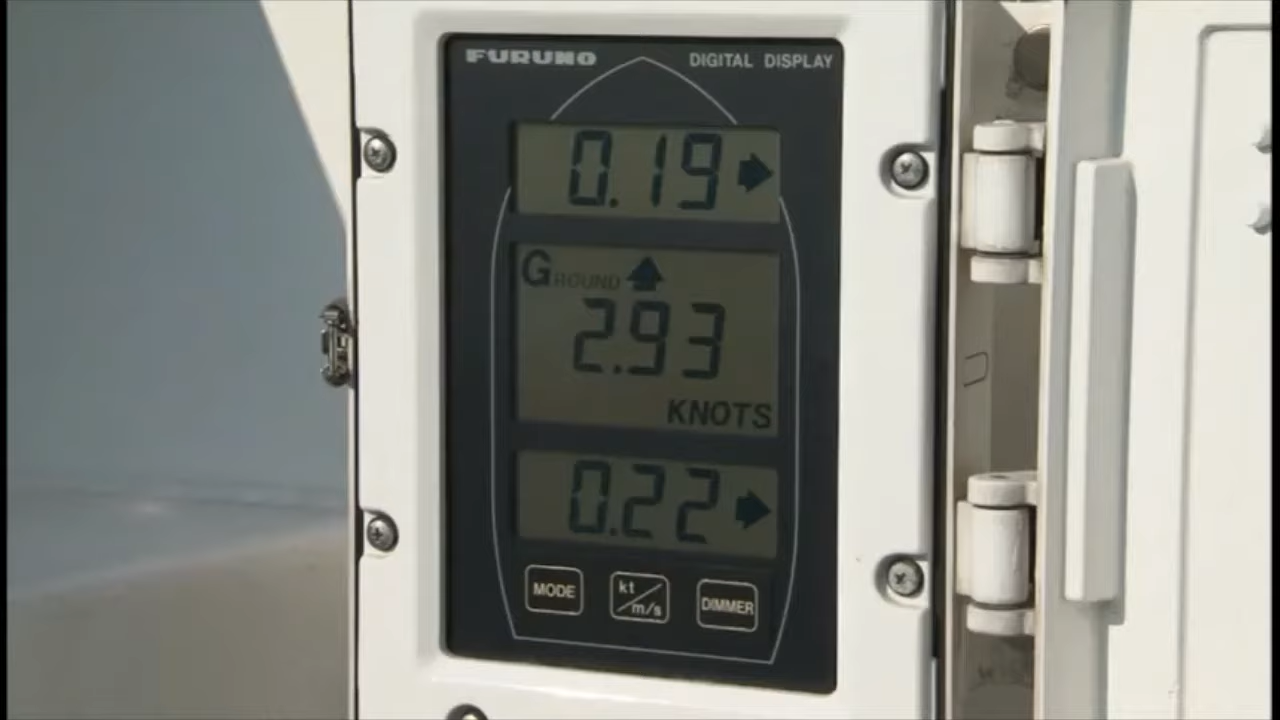 FURUNO DIGITAL DISPLAY
0.19
GROUND
2.93
KNOTS
0.22
MODE kt/m/s DIMMER